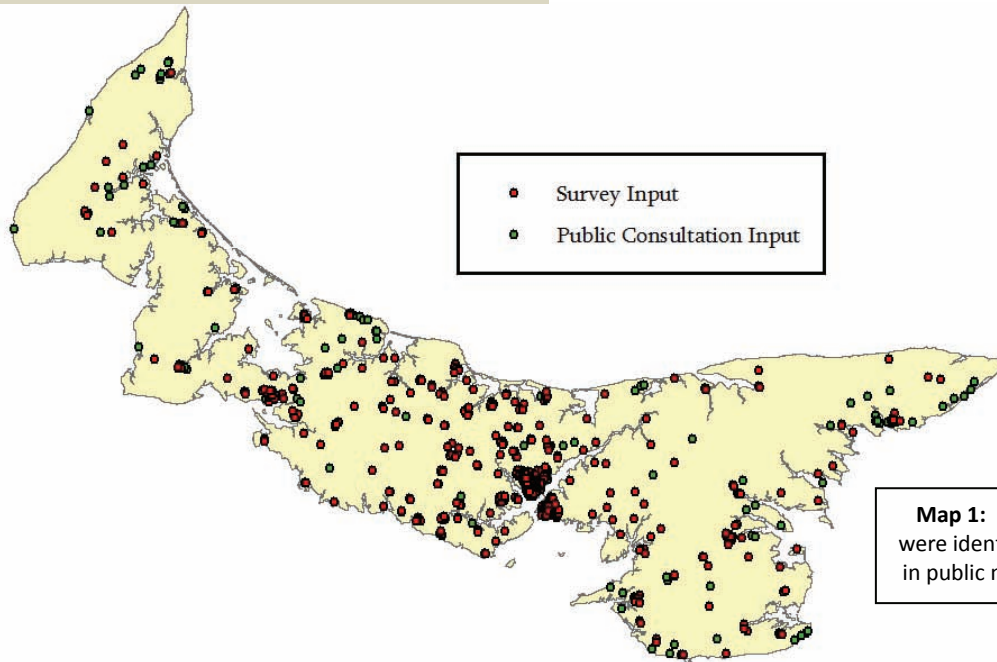 Survey Input
Public Consultation Input
Map 1:
were ident
in public